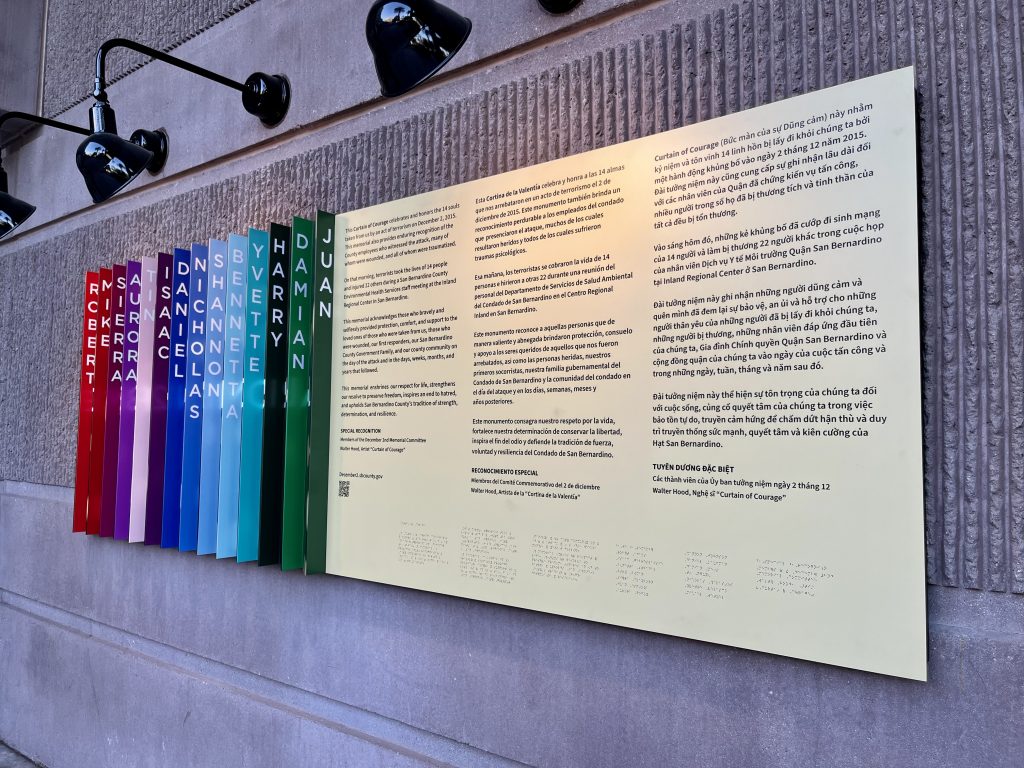 ROBERT
MIKE
SIERRA
AURORA
TIN
ISAAC
DANIEL
NICHOLAS
SHANNON
BENNETTA
YVETTE
HARRY
DAMIAN
JUAN
This Curtain of Courage celebrates and honors the 14 souls
taken from us by an act of terrorism on December 2, 2015.
This memorial also provides enduring recognition of the
County employees who witnessed the attack, many of
whom were wounded, and all of whom were traumatized.
On that morning, terrorists took the lives of 14 people
and injured 22 others during a San Bernardino County
Environmental Health Services staff meeting at the Inland
Regional Center in San Bernardino.
This memorial acknowledges those who bravely and
selflessly provided protection, comfort, and support to the
loved ones of those who were taken from us, those who
were wounded, our first responders, our San Bernardino
County Government Family, and our county community on
the day of the attack and in the days, weeks, months, and
years that followed.
This memorial enshrines our respect for life, strengthens
our resolve to preserve freedom, inspires an end to hatred,
and upholds San Bernardino County's tradition of strength,
determination, and resilience.
SPECIAL RECOGNITION
Members of the December 2nd Memorial Committee
Walter Hood, Artist "Curtain of Courage"
December2.sbcounty.gov
Esta Cortina de la Valentía celebra y honra a las 14 almas
que nos arrebataron en un acto de terrorismo el 2 de
diciembre de 2015. Este monumento también brinda un
reconocimiento perdurable a los empleados del condado
que presenciaron el ataque, muchos de los cuales
resultaron heridos y todos de los cuales sufrieron
traumas psicológicos.
Esa mañana, los terroristas se cobraron la vida de 14
personas e hirieron a otras 22 durante una reunión del
personal del Departamento de Servicios de Salud Ambiental
del Condado de San Bernardino en el Centro Regional
Inland en San Bernardino.
Este monumento reconoce a aquellas personas que de
manera valiente y abnegada brindaron protección, consuelo
y apoyo a los seres queridos de aquellos que nos fueron
arrebatados, así como las personas heridas, nuestros
primeros socorristas, nuestra familia gubernamental del
Condado de San Bernardino y la comunidad del condado en
el día del ataque y en los días, semanas, meses y
años posteriores.
Este monumento consagra nuestro respeto por la vida,
fortalece nuestra determinación de conservar la libertad,
inspira el fin del odio y defiende la tradición de fuerza,
voluntad y resiliencia del Condado de San Bernardino.
RECONOCIMIENTO ESPECIAL
Miembros del Comité Conmemorativo del 2 de diciembre
Walter Hood, Artista de la "Cortina de la Valentía"
Curtain of Courage (Bức màn của sự Dũng cảm) này nhằm
kỷ niệm và tôn vinh 14 linh hồn bị lấy đi khỏi chúng ta bởi
một hành động khủng bố vào ngày 2 tháng 12 năm 2015.
Đài tưởng niệm này cũng cung cấp sự ghi nhận lâu dài đối
với các nhân viên của Quận đã chứng kiến vụ tấn công,
nhiều người trong số họ đã bị thương tích và tinh thần của
tất cả đều bị tổn thương.
Vào sáng hôm đó, những kẻ khủng bố đã cướp đi sinh mạng
của 14 người và làm bị thương 22 người khác trong cuộc họp
của nhân viên Dịch vụ Y tế Môi trường Quận San Bernardino
tại Inland Regional Center ở San Bernardino.
Đài tưởng niệm này ghi nhận những người dũng cảm và
quên mình đã đem lại sự bảo vệ, an ủi và hỗ trợ cho những
người thân yêu của những người đã bị lấy đi khỏi chúng ta,
những người bị thương, những nhân viên đáp ứng đầu tiên
của chúng ta, Gia đình Chính quyền Quận San Bernardino và
cộng đồng quận của chúng ta vào ngày của cuộc tấn công và
trong những ngày, tuần, tháng và năm sau đó.
Đài tưởng niệm này thể hiện sự tôn trọng của chúng ta đối
với cuộc sống, củng cố quyết tâm của chúng ta trong việc
bảo tồn tự do, truyền cảm hứng để chấm dứt hận thù và duy
trì truyền thống sức mạnh, quyết tâm và kiên cường của
Hạt San Bernardino.
TUYÊN DƯƠNG ĐẶC BIỆT
Các thành viên của Ủy ban tưởng niệm ngày 2 tháng 12
Walter Hood, Nghệ sĩ "Curtain of Courage"